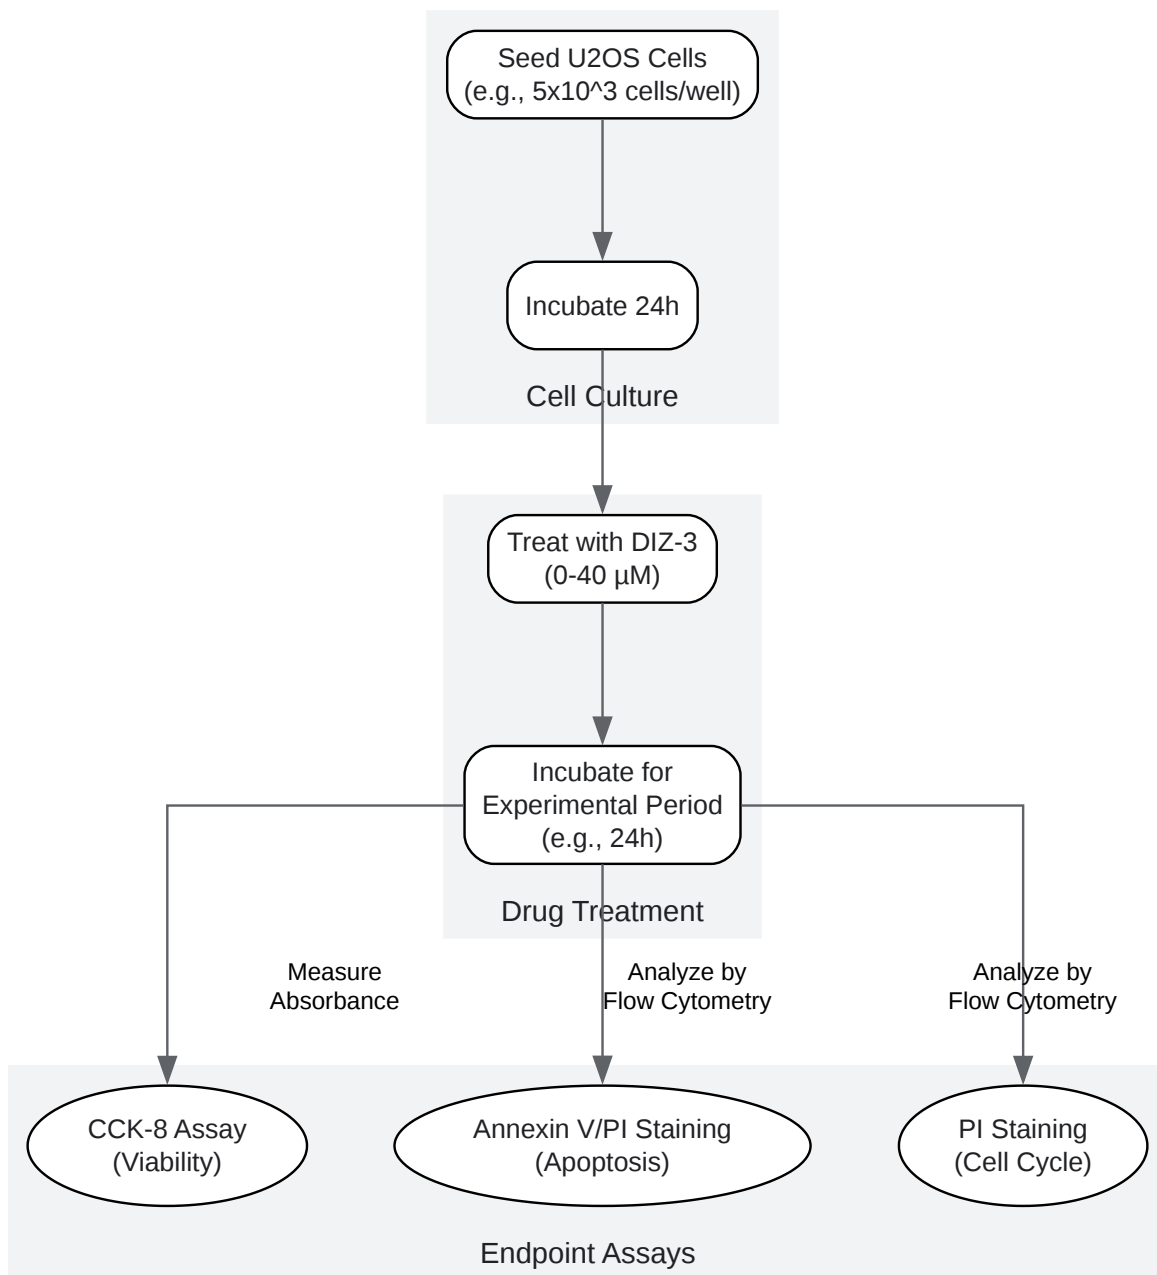 Seed U2OS Cells
(e.g., 5x10^3 cells/well)
Incubate 24h
Cell Culture
Treat with DIZ-3
(0-40 µM)
Incubate for
Experimental Period
(e.g., 24h)
Drug Treatment
Measure
Absorbance
Analyze by
Flow Cytometry
Analyze by
Flow Cytometry
CCK-8 Assay
(Viability)
Annexin V/PI Staining
(Apoptosis)
PI Staining
(Cell Cycle)
Endpoint Assays